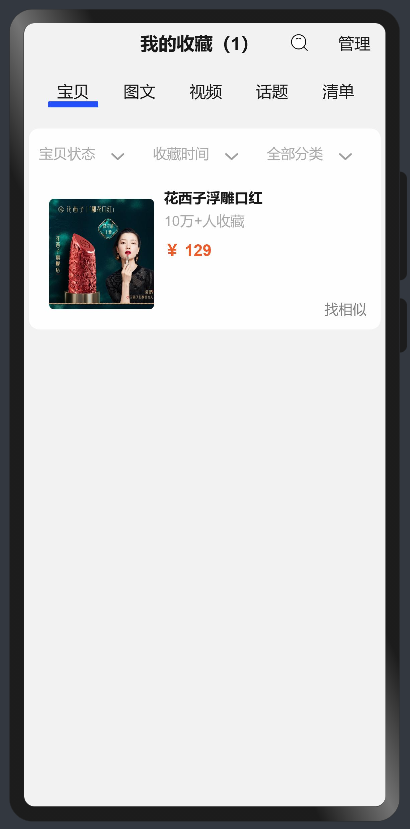 我的收藏（1） 管理
宝贝 图文 视频 话题 清单
宝贝状态 收藏时间 全部分类
花西子浮雕口红
10万+人收藏
¥ 129
找相似